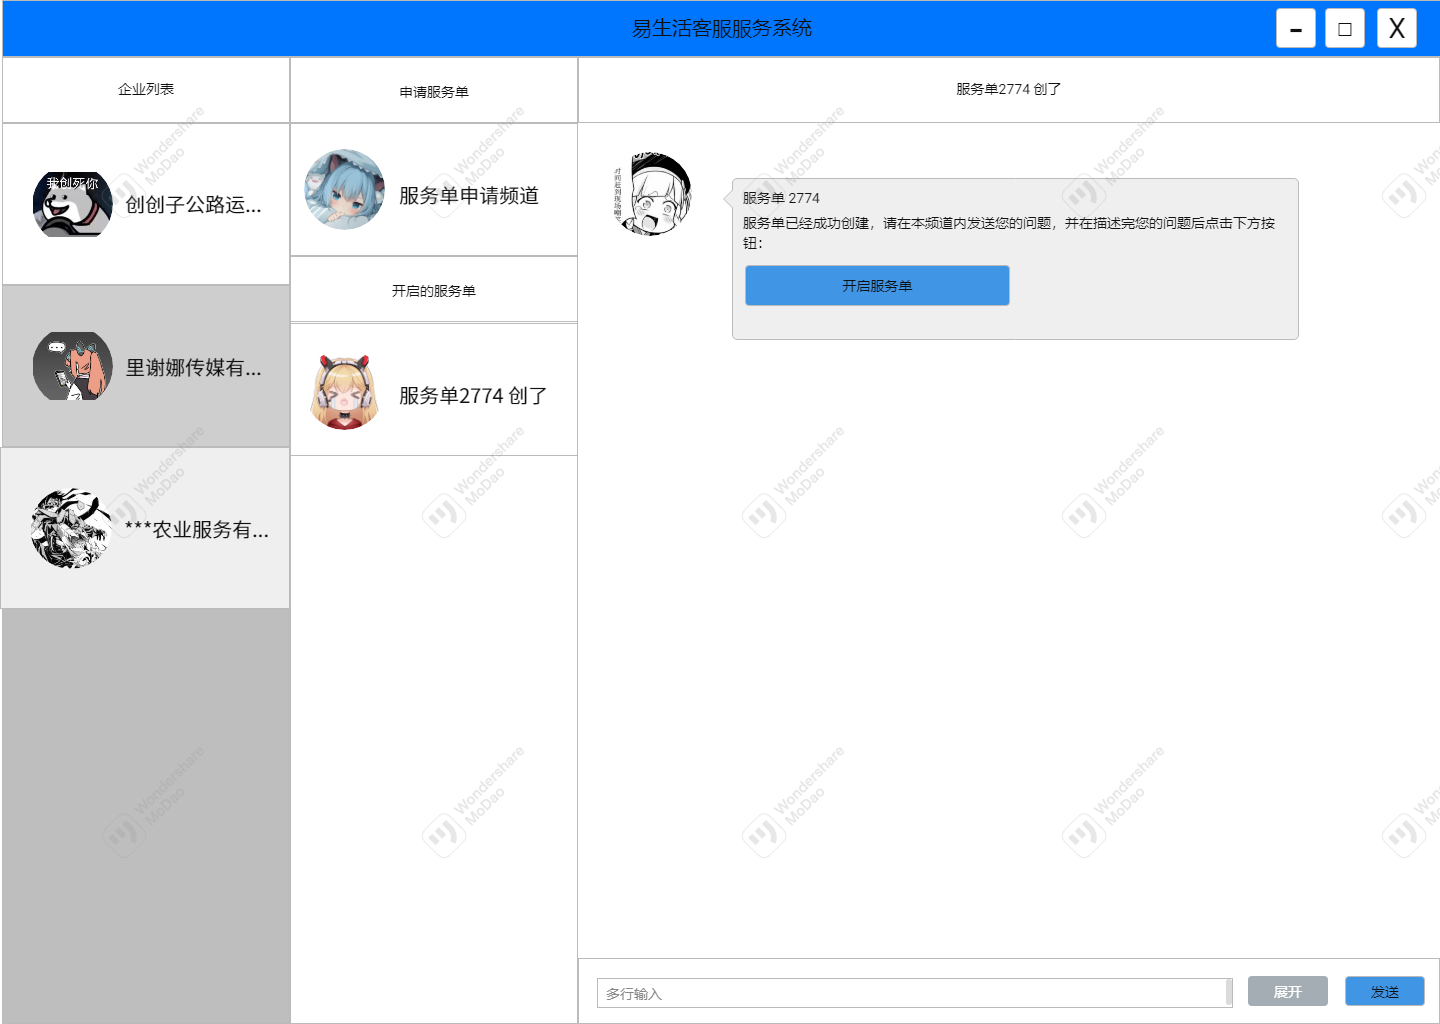 易生活客服服务系统
-
□
X
企业列表
申请服务单
服务单2774 创了
我创死你
创创子公路运...
里谢娜传媒有...
***农业服务有...
服务单申请频道
开启的服务单
服务单2774 创了
服务单 2774
服务单已经成功创建，请在本频道内发送您的问题，并在描述完您的问题后点击下方按
钮：
开启服务单
多行输入
展开
发送
Wondershare
MoDao